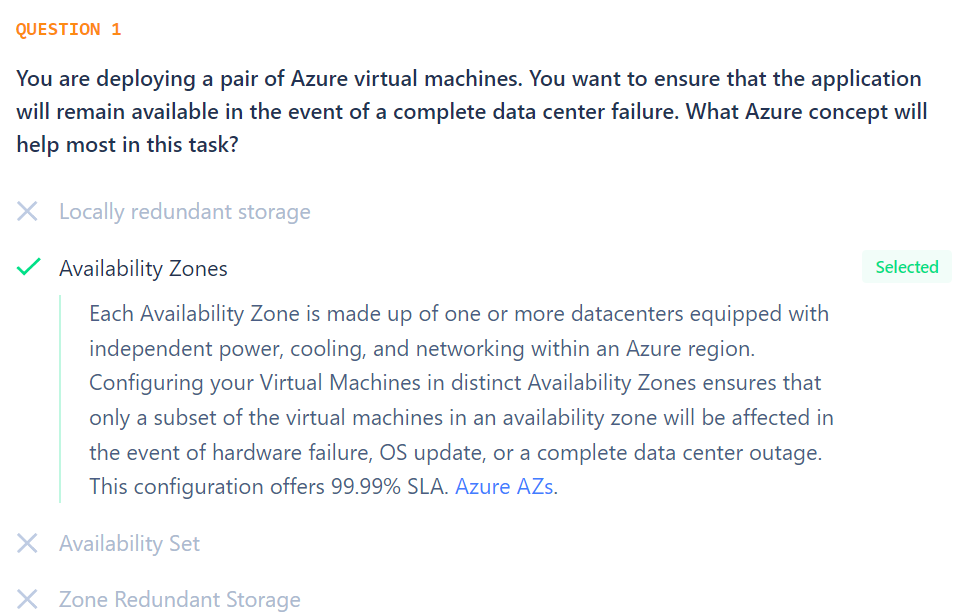 QUESTION 1
You are deploying a pair of Azure virtual machines. You want to ensure that the application
will remain available in the event of a complete data center failure. What Azure concept will
help most in this task?
Locally redundant storage
Availability Zones
Selected
Each Availability Zone is made up of one or more datacenters equipped with
independent power, cooling, and networking within an Azure region.
Configuring your Virtual Machines in distinct Availability Zones ensures that
only a subset of the virtual machines in an availability zone will be affected in
the event of hardware failure, OS update, or a complete data center outage.
This configuration offers 99.99% SLA. Azure AZs.
Availability Set
Zone Redundant Storage